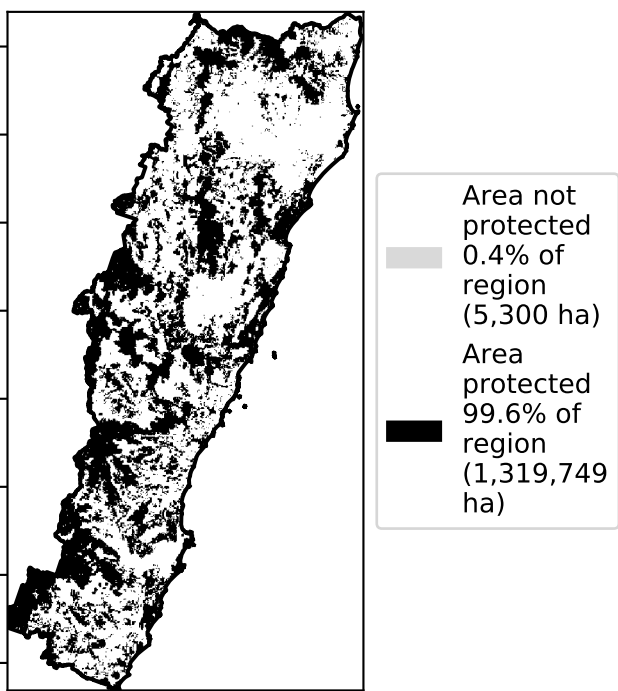 Area not
protected
0.4% of
region
(5,300 ha)
Area
protected
99.6% of
region
(1,319,749
ha)